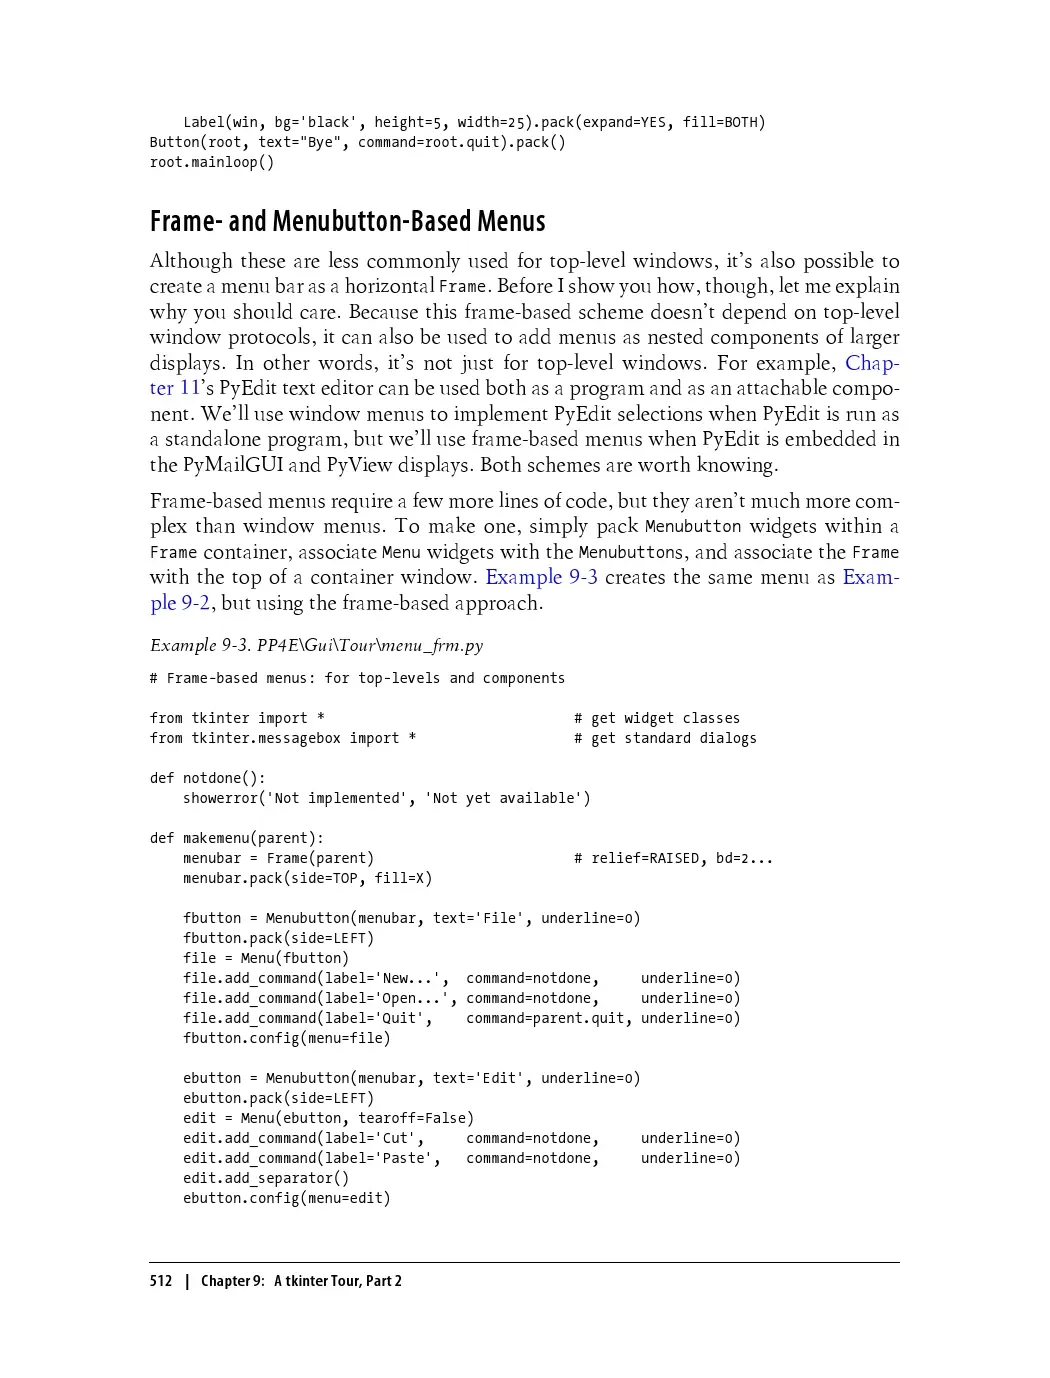 Label(win, bg='black', height=5, width=25).pack(expand=YES, fill=BOTH)
Button(root, text="Bye", command=root.quit).pack()
root.mainloop()
Frame- and Menubutton-Based Menus
Although these are less commonly used for top-level windows, it’s also possible to
create a menu bar as a horizontal Frame. Before I show you how, though, let me explain
why you should care. Because this frame-based scheme doesn’t depend on top-level
window protocols, it can also be used to add menus as nested components of larger
displays. In other words, it’s not just for top-level windows. For example, Chap-
ter 11’s PyEdit text editor can be used both as a program and as an attachable compo-
nent. We’ll use window menus to implement PyEdit selections when PyEdit is run as
a standalone program, but we’ll use frame-based menus when PyEdit is embedded in
the PyMailGUI and PyView displays. Both schemes are worth knowing.
Frame-based menus require a few more lines of code, but they aren’t much more com-
plex than window menus. To make one, simply pack Menubutton widgets within a
Frame container, associate Menu widgets with the Menubuttons, and associate the Frame
with the top of a container window. Example 9-3 creates the same menu as Exam-
ple 9-2, but using the frame-based approach.
Example 9-3. PP4E\Gui\Tour\menu_frm.py
# Frame-based menus: for top-levels and components
from tkinter import *                              # get widget classes
from tkinter.messagebox import *                   # get standard dialogs
def notdone():
    showerror('Not implemented', 'Not yet available')
def makemenu(parent):
    menubar = Frame(parent)                        # relief=RAISED, bd=2...
    menubar.pack(side=TOP, fill=X)
    fbutton = Menubutton(menubar, text='File', underline=0)
    fbutton.pack(side=LEFT)
    file = Menu(fbutton)
    file.add_command(label='New...',  command=notdone,     underline=0)
    file.add_command(label='Open...', command=notdone,     underline=0)
    file.add_command(label='Quit',    command=parent.quit, underline=0)
    fbutton.config(menu=file)
    ebutton = Menubutton(menubar, text='Edit', underline=0)
    ebutton.pack(side=LEFT)
    edit = Menu(ebutton, tearoff=False)
    edit.add_command(label='Cut',     command=notdone,     underline=0)
    edit.add_command(label='Paste',   command=notdone,     underline=0)
    edit.add_separator()
    ebutton.config(menu=edit)
512 | Chapter 9: A tkinter Tour, Part 2